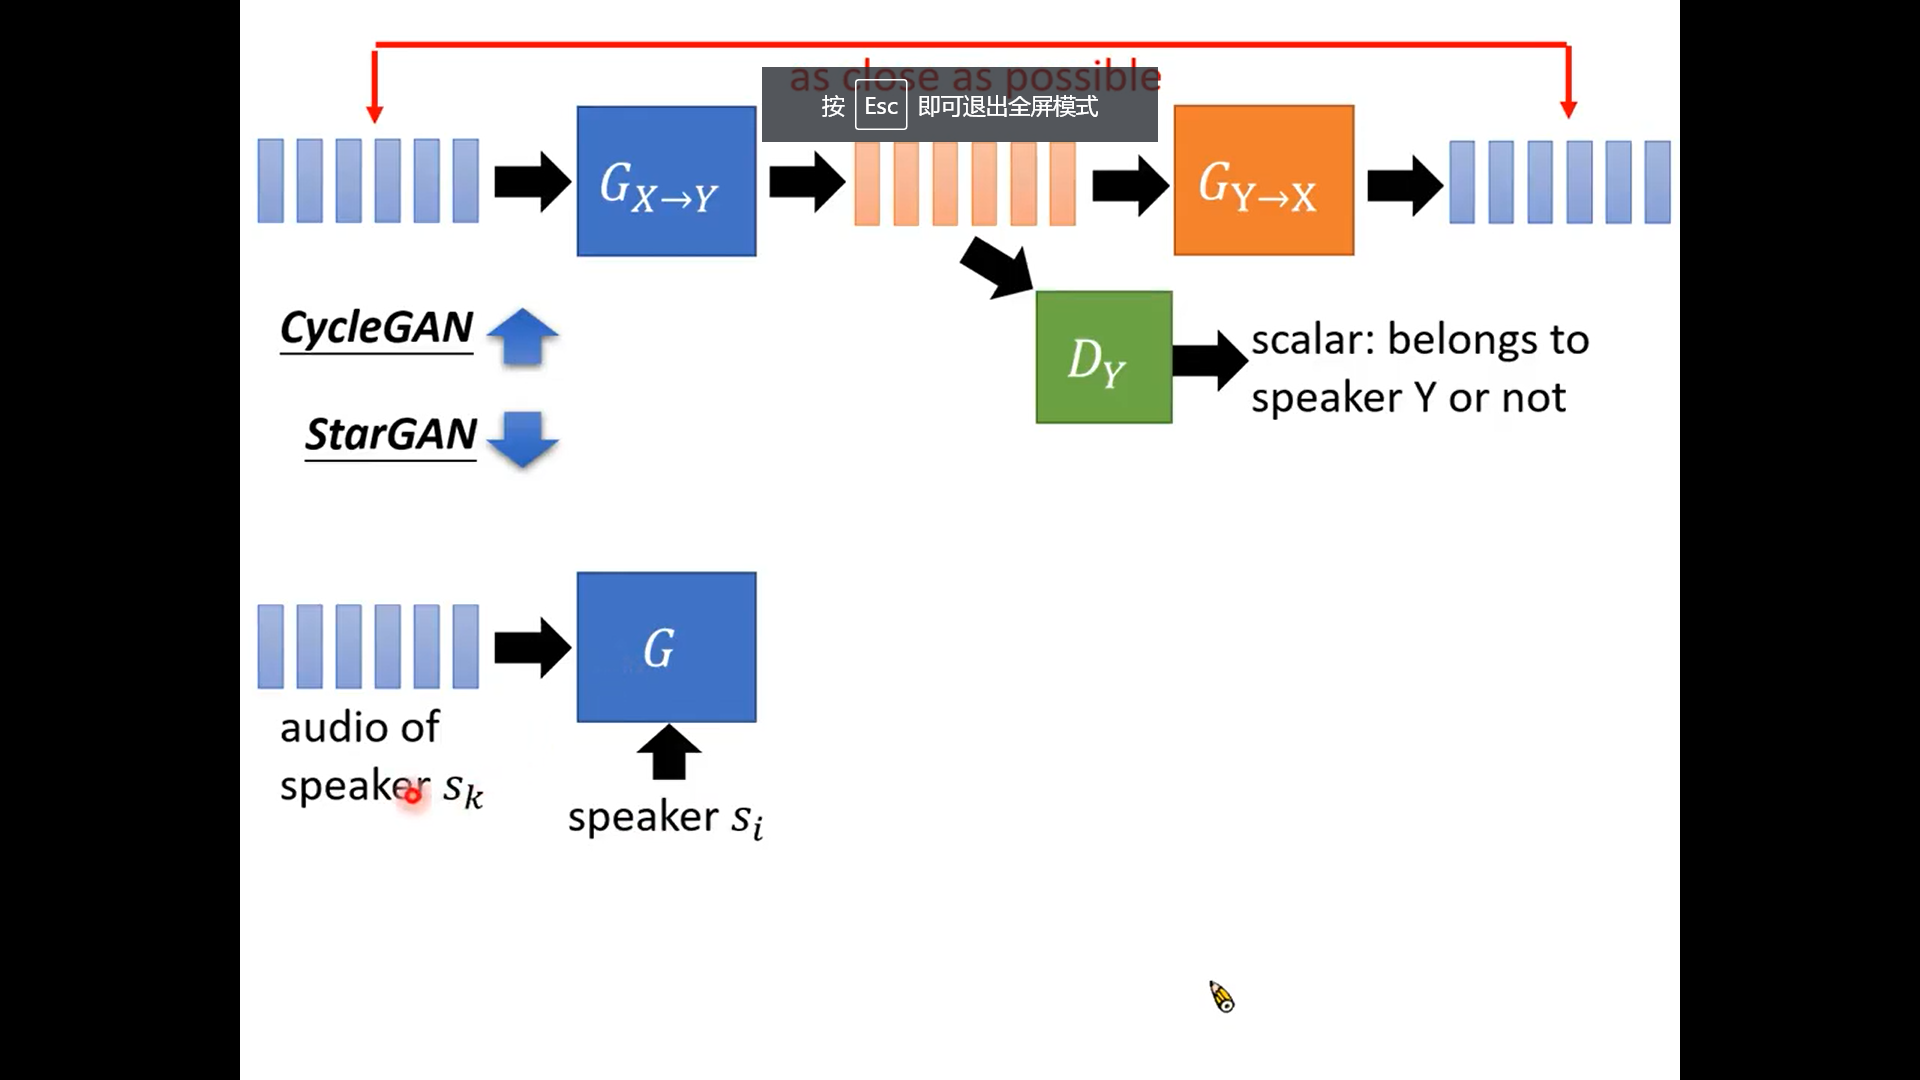 as close as possible
按 Esc 即可退出全屏模式
G_{X→Y}
G_{Y→X}
CycleGAN
D_Y
scalar: belongs to
speaker Y or not
StarGAN
G
audio of
speaker s_k
speaker s_i